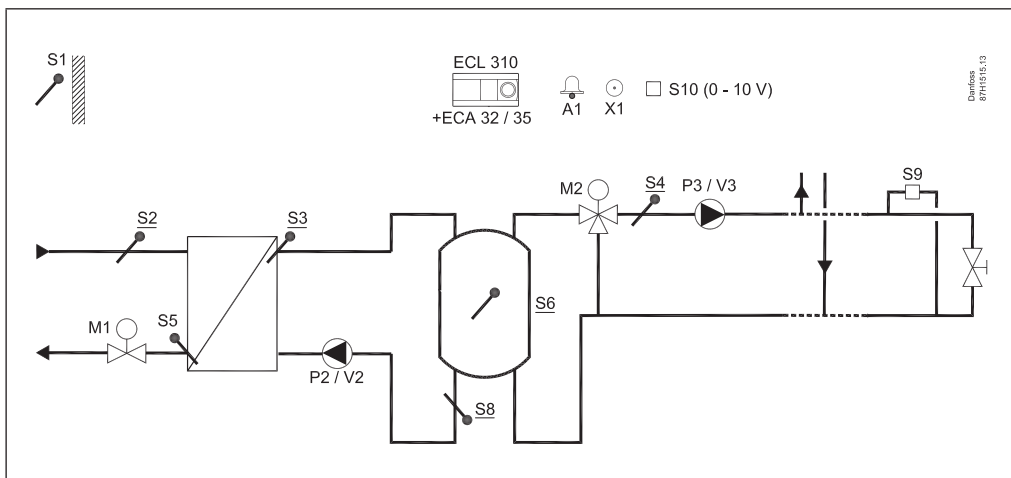 S1
ECL 310
+ECA 32 / 35
A1
X1
S10 (0 - 10 V)
Danfoss
87H1515.13
S2
S3
M2
S4
P3 / V3
S9
M1
S5
P2 / V2
S6
S8